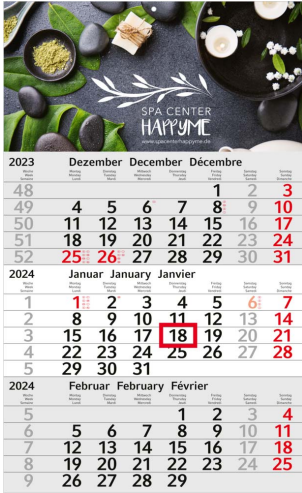 SPA CENTER
HAPPYME
www.spacenterhappyme.de
2023 Dezember December Décembre
48 1 2 3
49 4 5 6 7 8 9 10
50 11 12 13 14 15 16 17
51 18 19 20 21 22 23 24
52 25 26 27 28 29 30 31
2024 Januar January Janvier
1 1 2 3 4 5 6 7
2 8 9 10 11 12 13 14
3 15 16 17 18 19 20 21
4 22 23 24 25 26 27 28
5 29 30 31
2024 Februar February Février
5 1 2 3 4
6 5 6 7 8 9 10 11
7 12 13 14 15 16 17 18
8 19 20 21 22 23 24 25
9 26 27 28 29